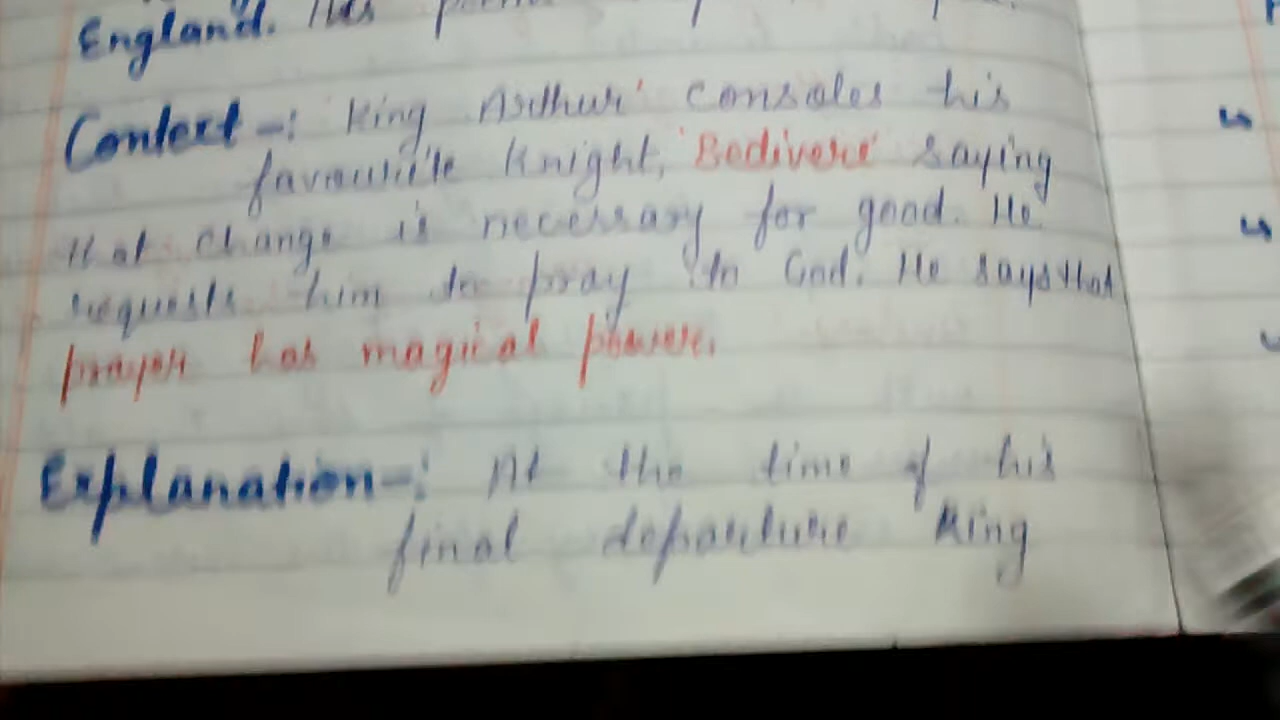 England. His
Context-: King Arthur' consoles his
favourite Knight, 'Bedivere' saying
that change is necessary for good. He
requests him to pray to God. He says that
prayer has magical power.
Explanation-: At the time of his
final departure King